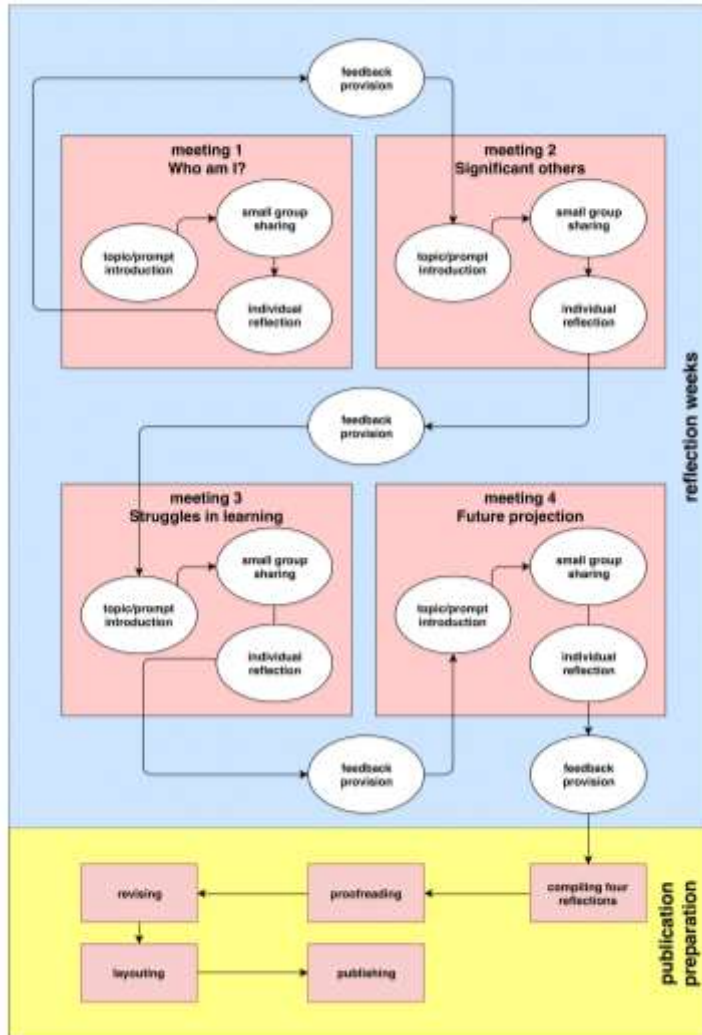 feedback
provision
meeting 1
Who am I?
small group
sharing
topic/prompt
introduction
individual
reflection
meeting 2
Significant others
small group
sharing
topic/prompt
introduction
individual
reflection
feedback
provision
meeting 3
Struggles in learning
small group
sharing
topic/prompt
introduction
individual
reflection
feedback
provision
meeting 4
Future projection
small group
sharing
topic/prompt
introduction
individual
reflection
feedback
provision
reflection weeks
compiling four
reflections
proofreading
revising
layouting
publishing
publication
preparation